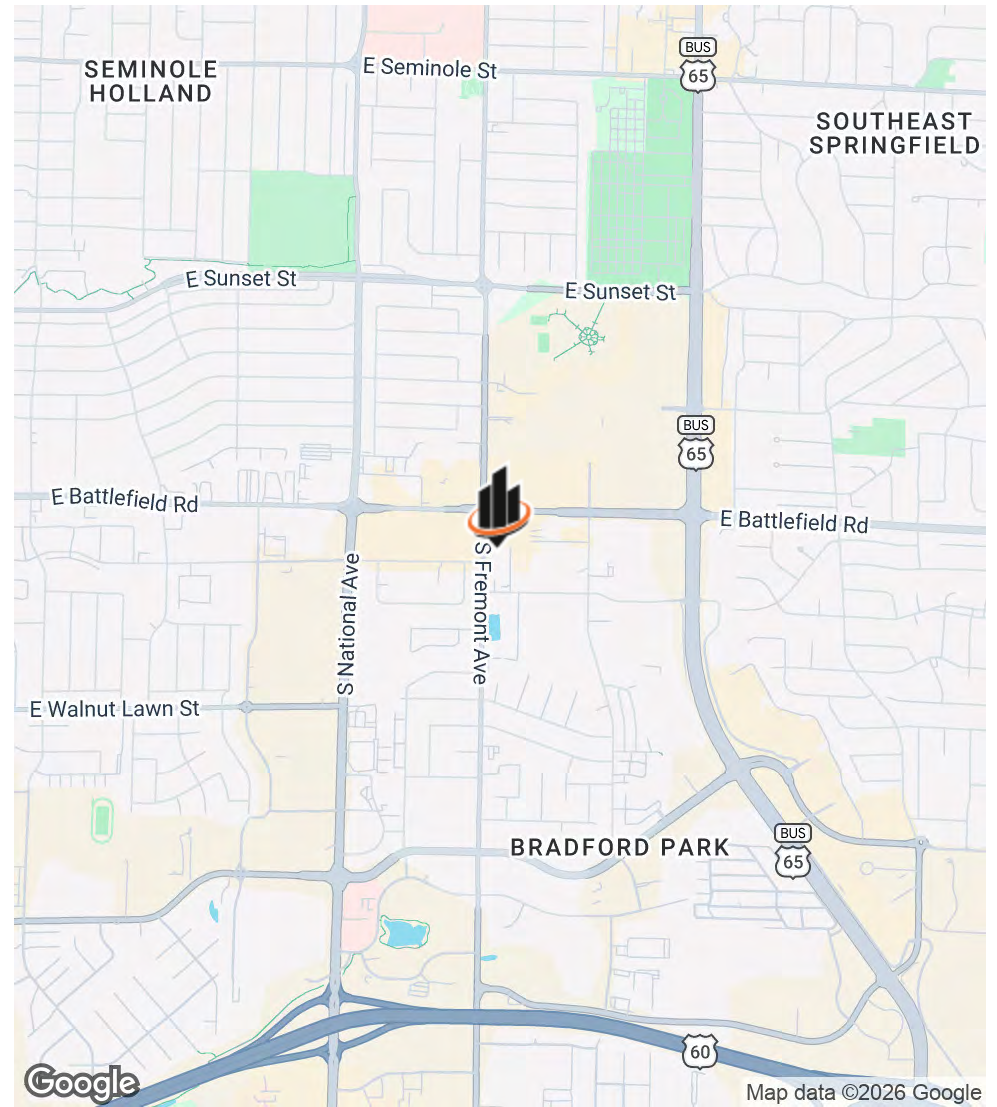 BUS
65
E Seminole St
SEMINOLE
HOLLAND
SOUTHEAST
SPRINGFIELD
E Sunset St
E Sunset St
BUS
65
E Battlefield Rd
E Battlefield Rd
S National Ave
S Fremont Ave
E Walnut Lawn St
BRADFORD PARK
BUS
65
60
Google
Map data ©2026 Google